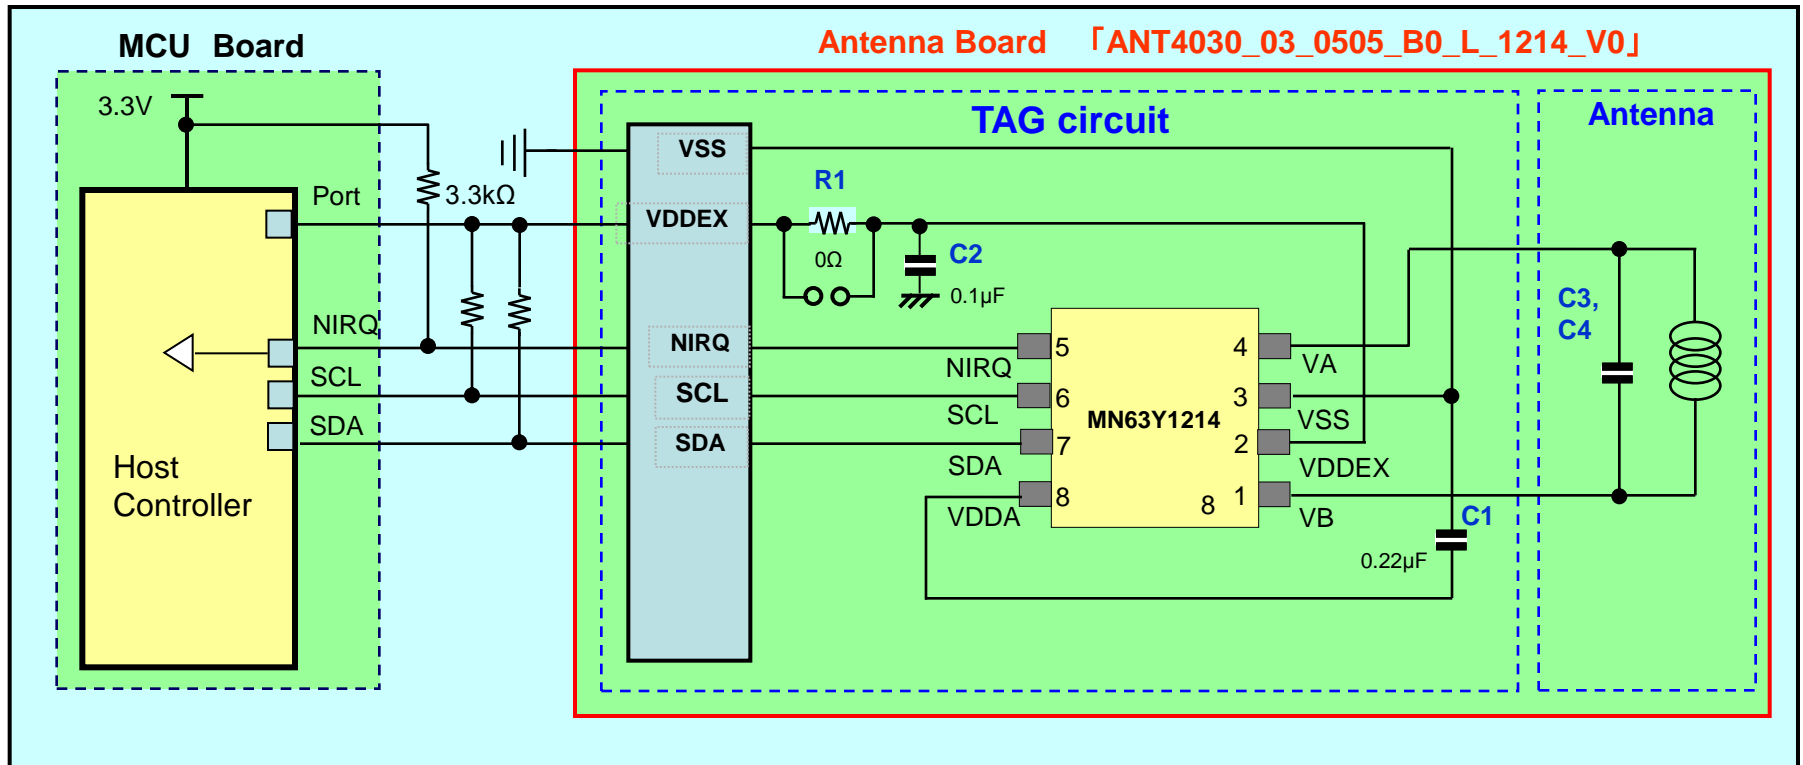 MCU Board
Antenna Board 「ANT4030_03_0505_B0_L_1214_V0」
3.3V
Port
3.3kΩ
NIRQ
SCL
SDA
Host
Controller
VSS
VDDEX
NIRQ
SCL
SDA
TAG circuit
R1
0Ω
C2
0.1µF
5
NIRQ
6
SCL
7
SDA
8
VDDA
MN63Y1214
8
4
VA
3
VSS
2
VDDEX
1
VB
C1
0.22µF
Antenna
C3,
C4